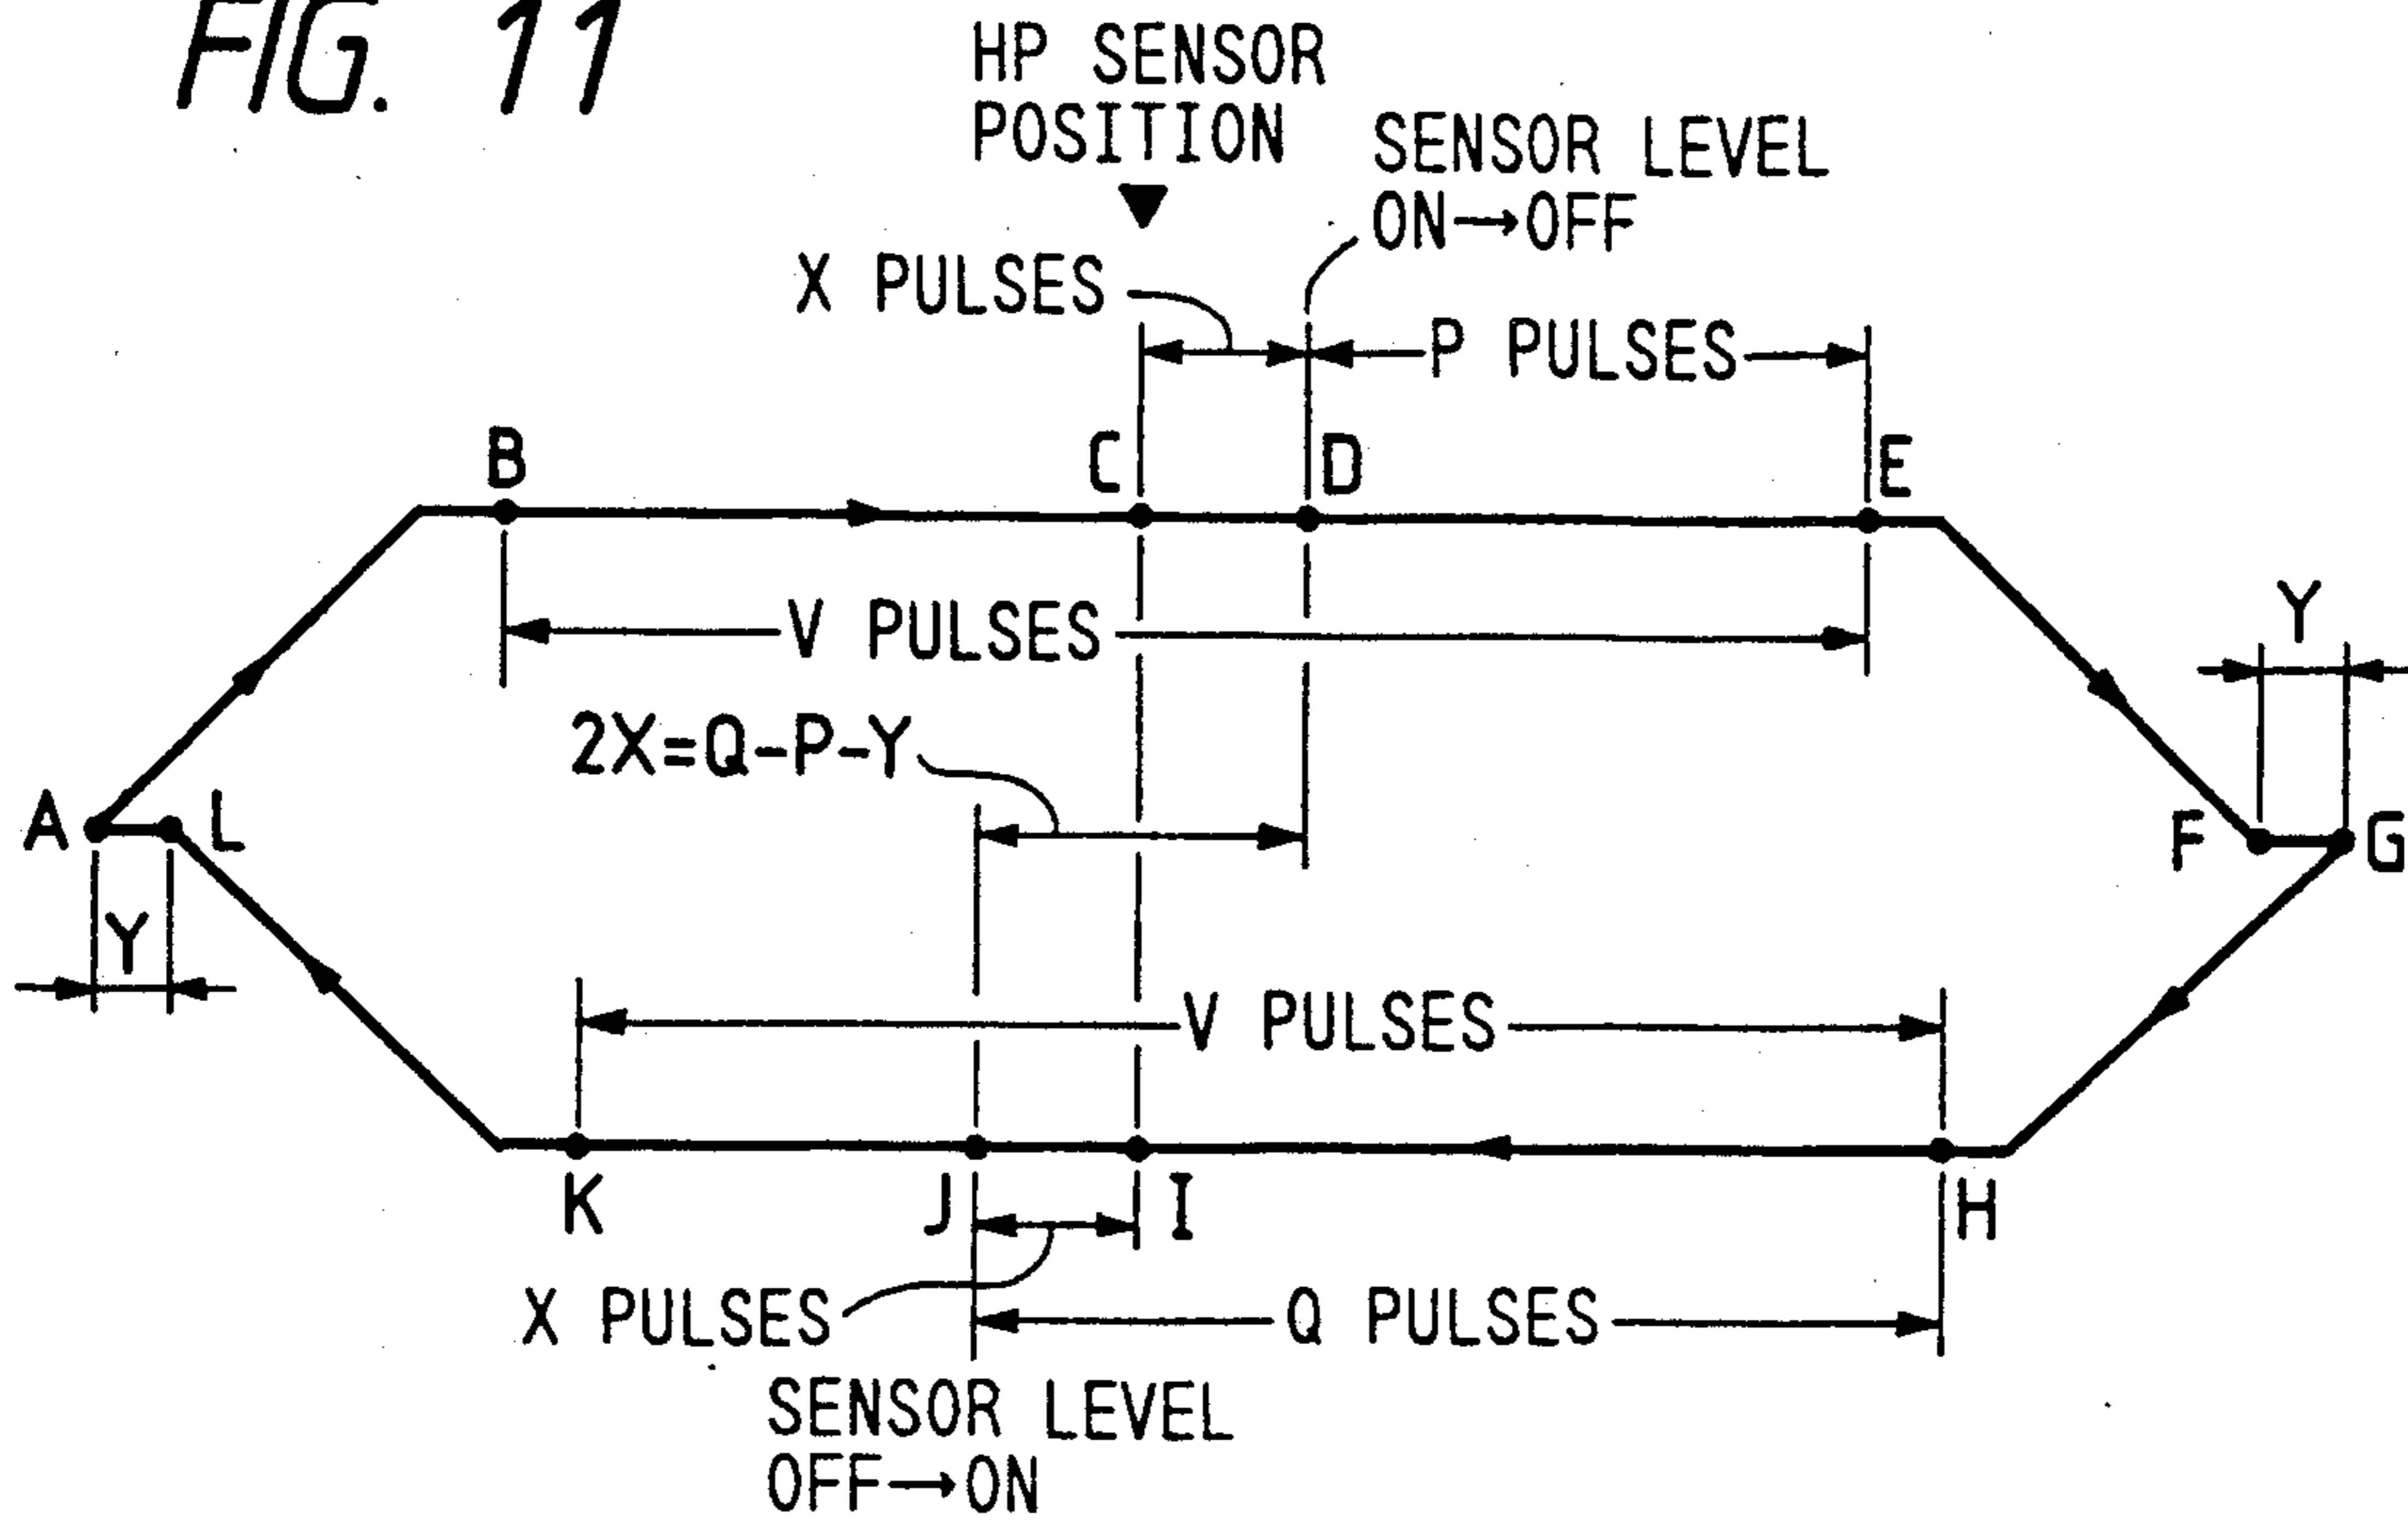 FIG. 11
HP SENSOR
POSITION
SENSOR LEVEL
ON→OFF
X PULSES
P PULSES
B
C
D
E
V PULSES
Y
2X=Q-P-Y
A
L
F
G
Y
V PULSES
K
J
I
H
X PULSES
Q PULSES
SENSOR LEVEL
OFF→ON